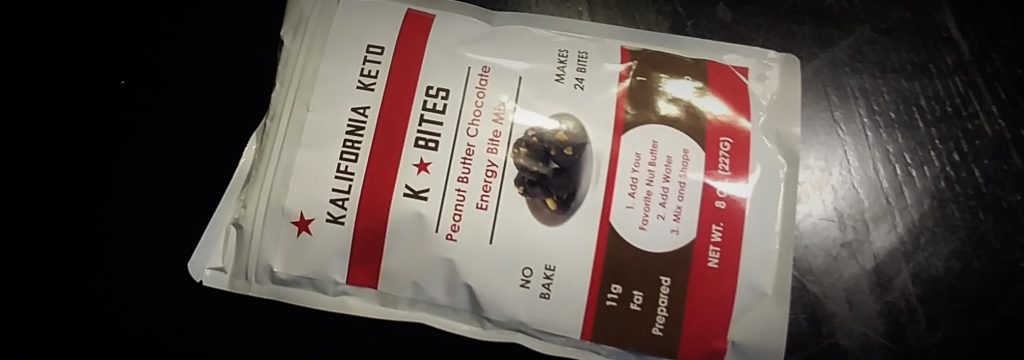 KALIFORNIA KETO
K★BITES
Peanut Butter Chocolate
Energy Bite Mix
NO
BAKE
MAKES
24 BITES
11g
Fat
Prepared
1. Add Your
Favorite Nut Butter
2. Add Water
3. Mix and Shape
NET WT. 8 (227G)